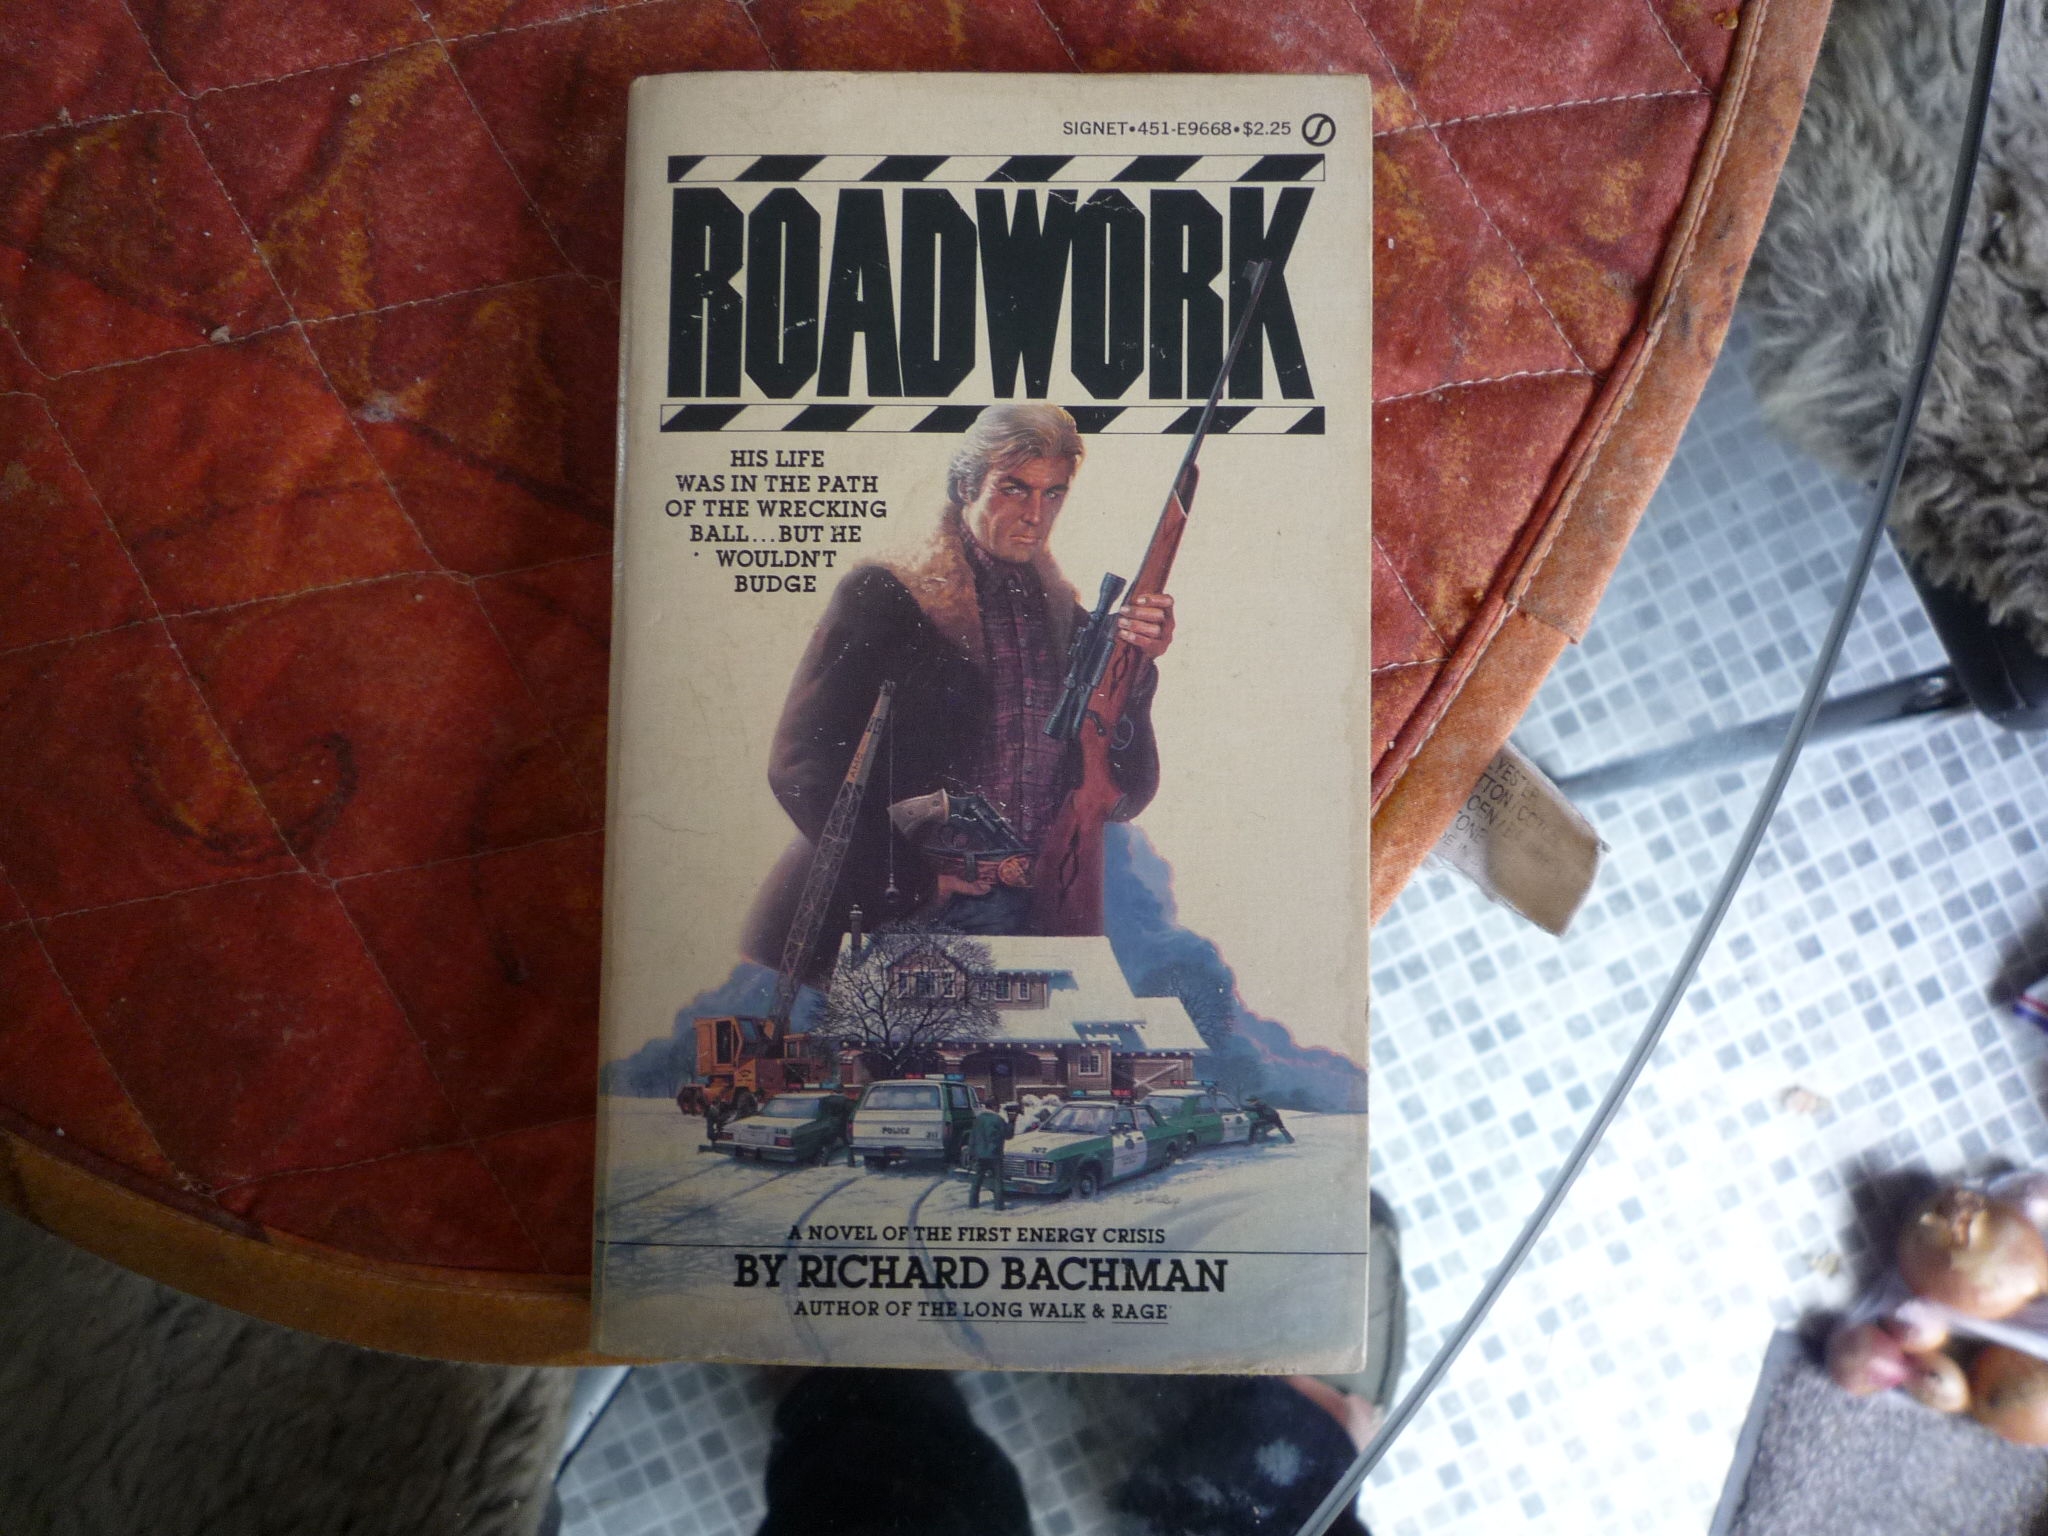 SIGNET•451-E9668•$2.25
ROADWORK
HIS LIFE
WAS IN THE PATH
OF THE WRECKING
BALL...BUT HE
WOULDN'T
BUDGE
POLICE
211
A NOVEL OF THE FIRST ENERGY CRISIS
BY RICHARD BACHMAN
AUTHOR OF THE LONG WALK & RAGE